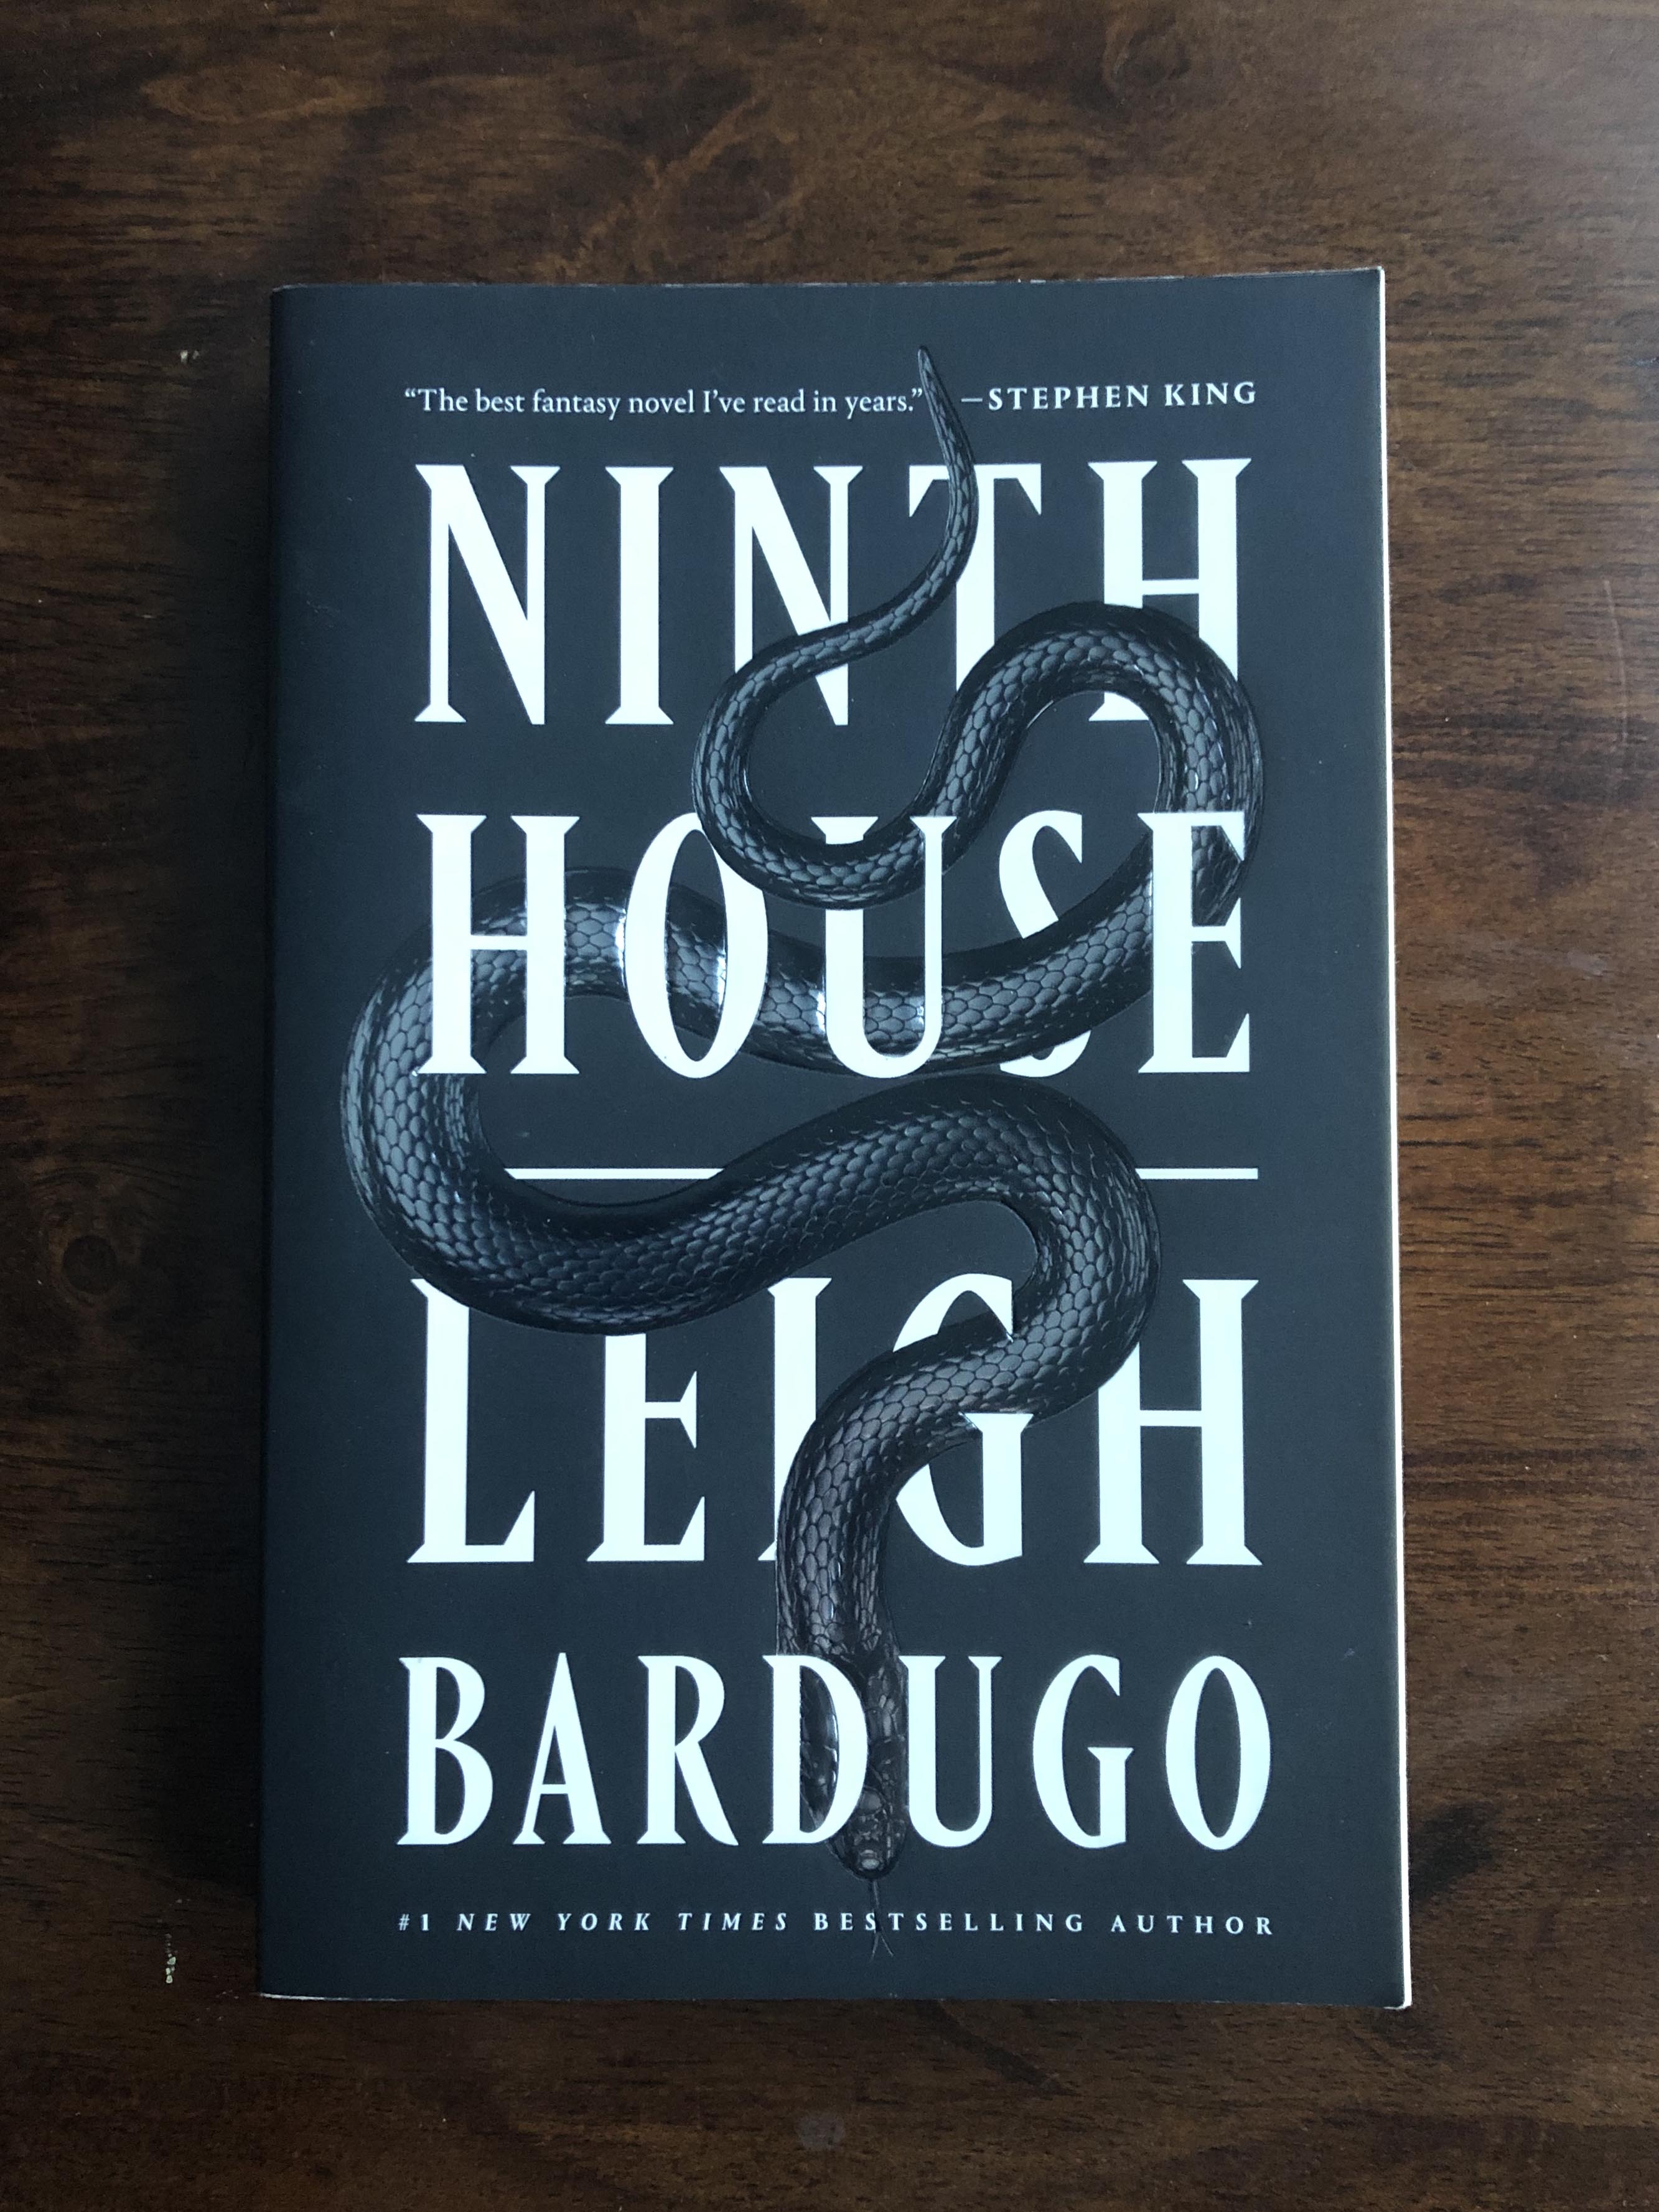 “The best fantasy novel I’ve read in years.” —STEPHEN KING
NINTH
HOUSE
LEIGH
BARDUGO
#1 NEW YORK TIMES BESTSELLING AUTHOR